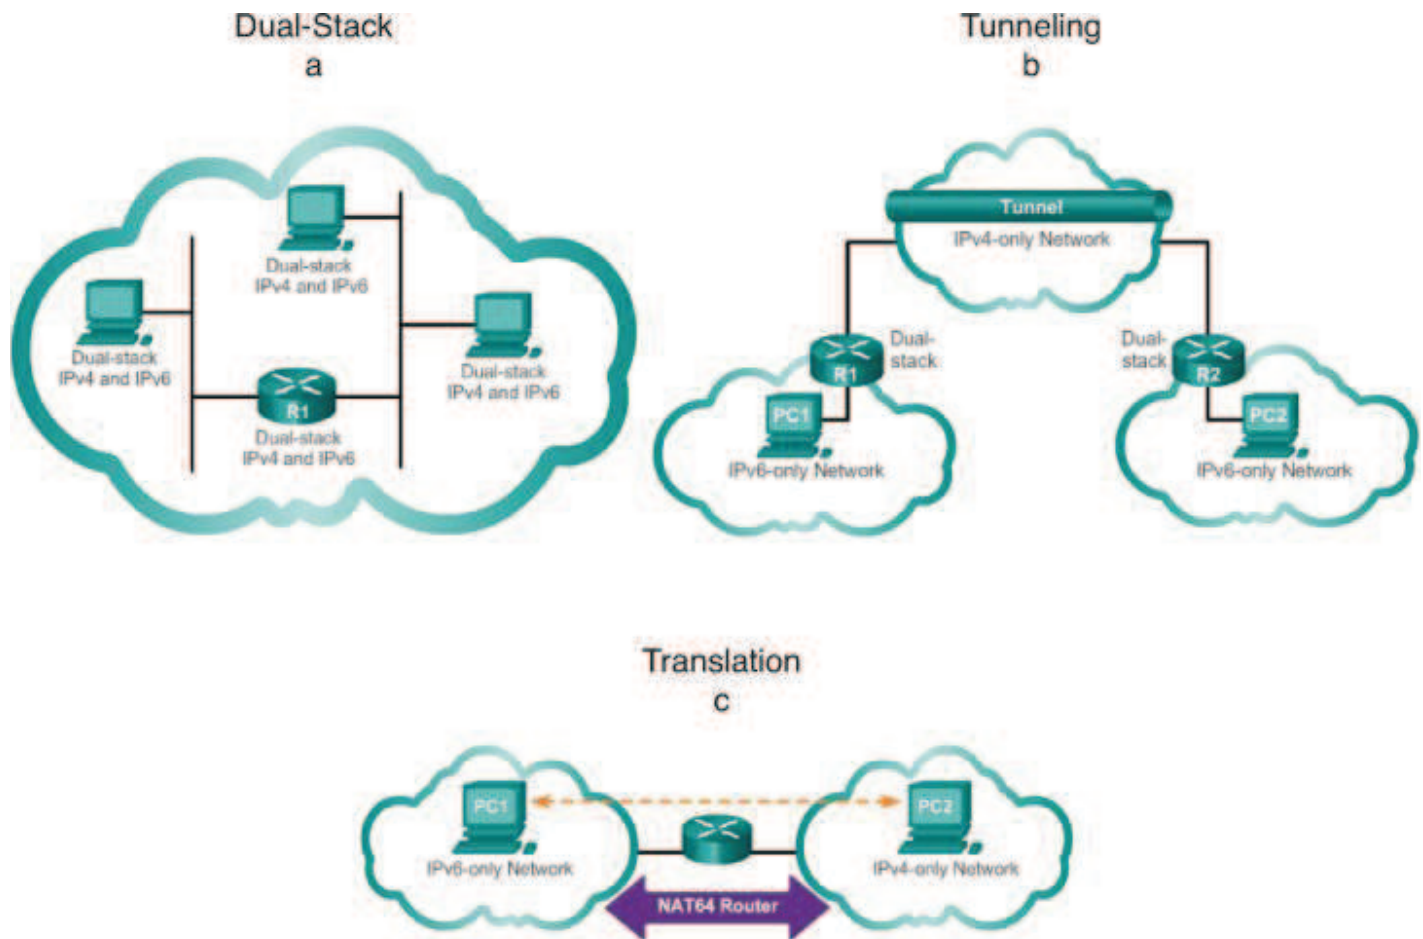 Dual-Stack
a
Dual-stack
IPv4 and IPv6
Dual-stack
IPv4 and IPv6
Dual-stack
IPv4 and IPv6
R1
Dual-stack
IPv4 and IPv6
Tunneling
b
Tunnel
IPv4-only Network
R1
Dual-
stack
Dual-
stack
R2
PC1
IPv6-only Network
PC2
IPv6-only Network
Translation
c
PC1
PC2
IPv6-only Network
IPv4-only Network
NAT64 Router